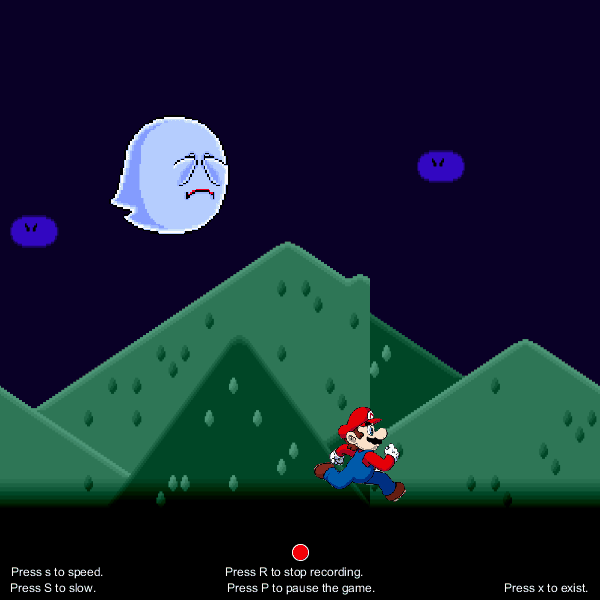 Press s to speed.
Press S to slow.
Press R to stop recording.
Press P to pause the game.
Press x to exist.